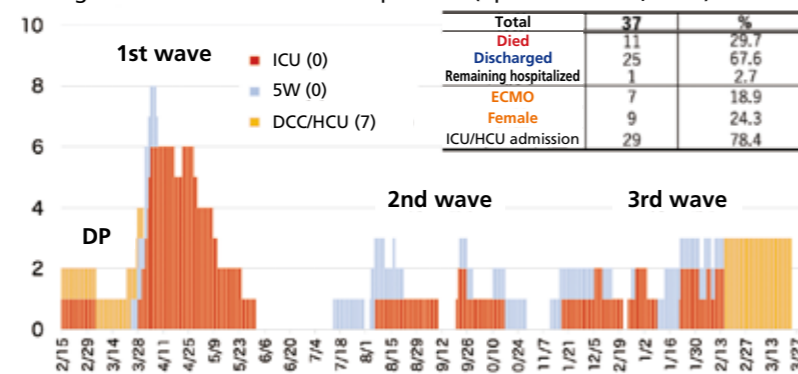 Total 37 %
Died 11 29.7
Discharged 25 67.6
Remaining hospitalized 1 2.7
ECMO 7 18.9
Female 9 24.3
ICU/HCU admission 29 78.4
1st wave
ICU (0)
5W (0)
DCC/HCU (7)
2nd wave
3rd wave
DP
10
8
6
4
2
0
2/15 2/29 3/14 3/28 4/11 4/25 5/9 5/23 6/6 6/20 7/4 7/18 8/1 8/15 8/29 9/12 9/26 0/10 0/24 11/7 1/21 12/5 2/19 1/2 1/16 1/30 2/13 2/27 3/13